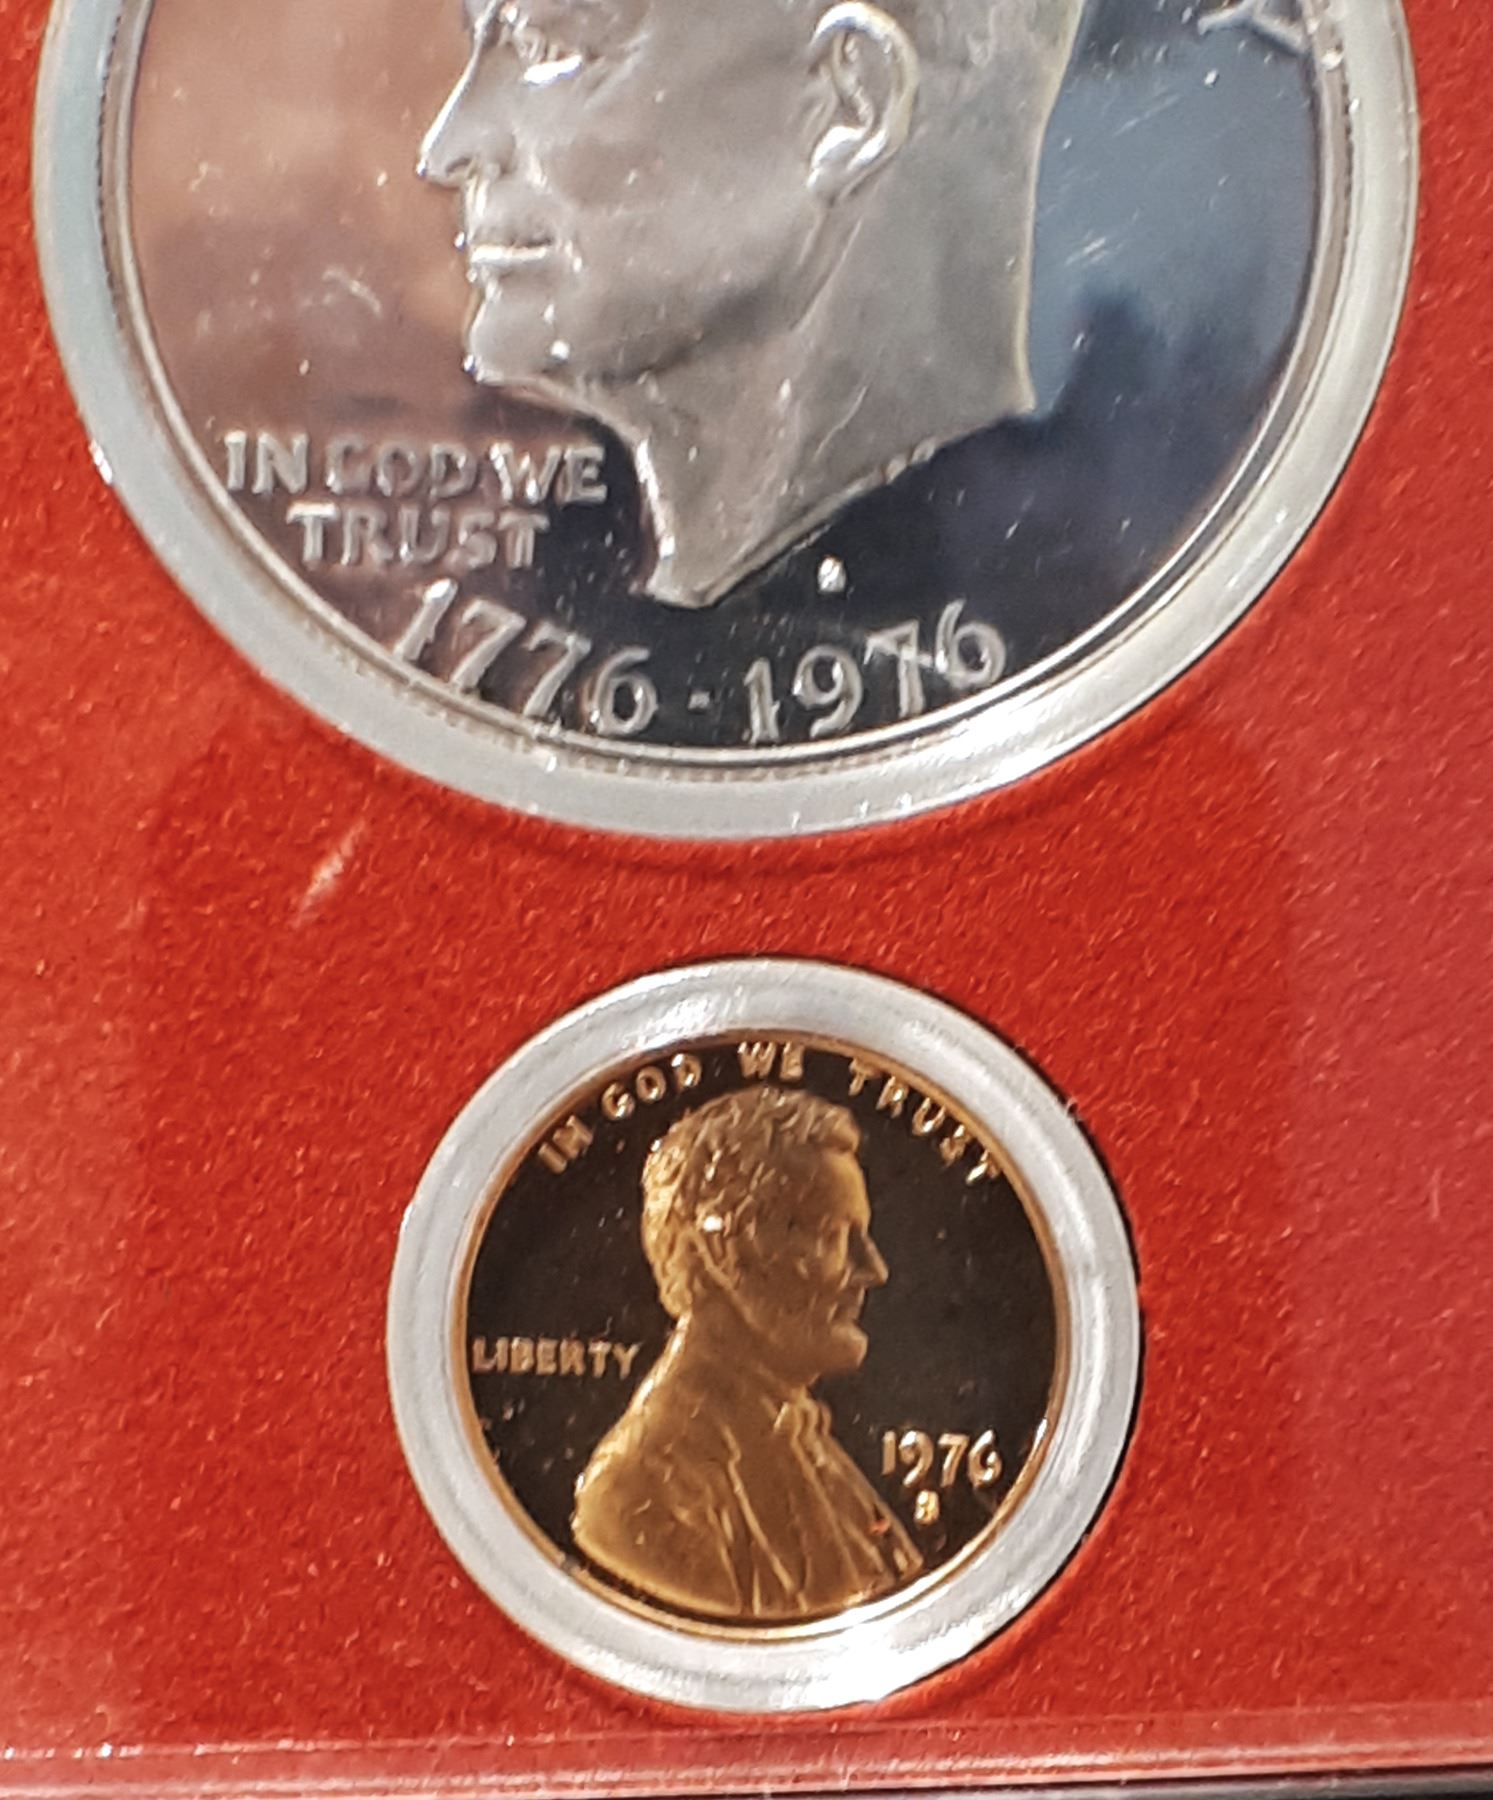 IN GOD WE
TRUST
1776-1976
IN GOD WE TRUST
LIBERTY
1976
S